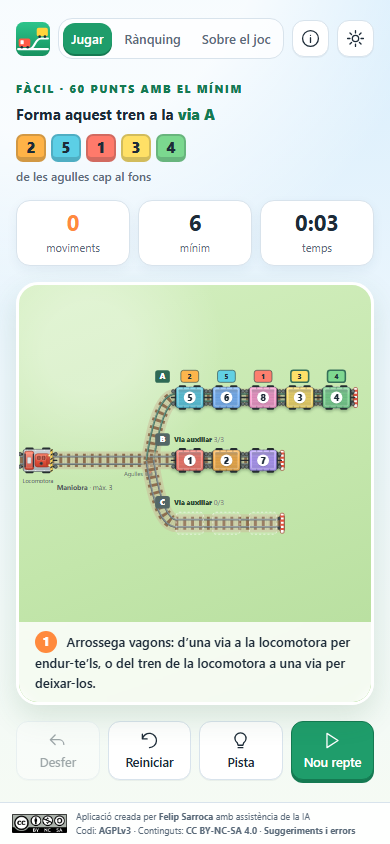 Jugar Rànquing Sobre el joc
FÀCIL · 60 PUNTS AMB EL MÍNIM
Forma aquest tren a la via A
2 5 1 3 4
de les agulles cap al fons
0 6 0:03
moviments mínim temps
A 2 5 1 3 4
5 6 8 3 4
B Via auxiliar 3/3
1 2 7
Locomotora
Agulles
Maniobra · màx. 3
C Via auxiliar 0/3
1 Arrossega vagons: d’una via a la locomotora per
endur-te’ls, o del tren de la locomotora a una via per
deixar-los.
Desfer Reiniciar Pista Nou repte
CC BY NC SA
Aplicació creada per Felip Sarroca amb assistència de la IA
Codi: AGPLv3 · Continguts: CC BY-NC-SA 4.0 · Suggeriments i errors